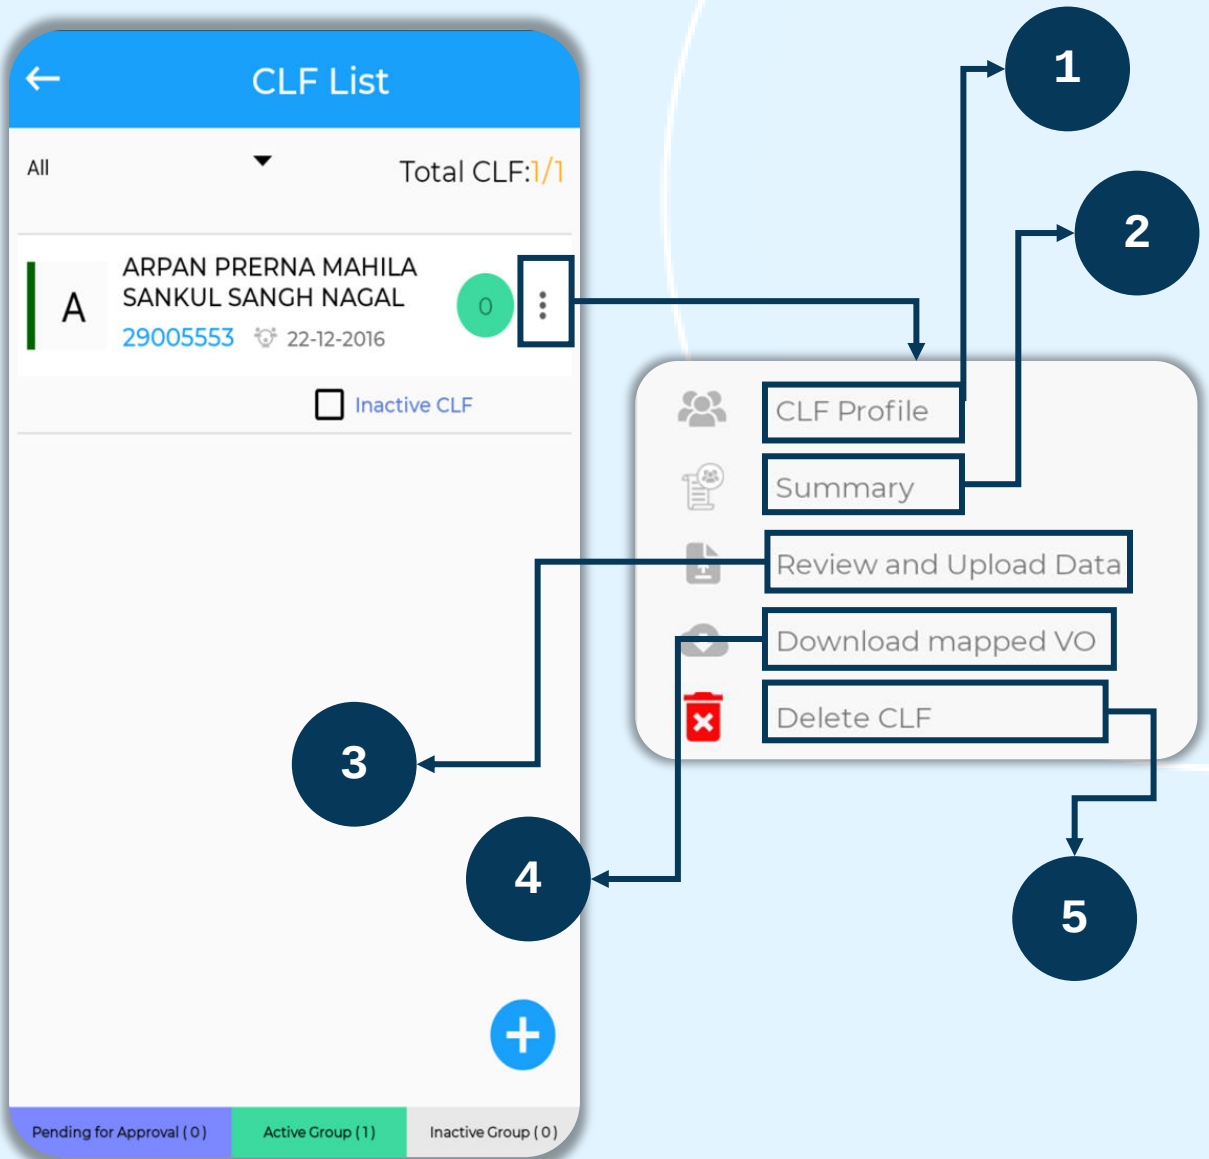 CLF List
All
Total CLF:1/1
A
ARPAN PRERNA MAHILA
SANKUL SANGH NAGAL
29005553 22-12-2016
0
Inactive CLF
Pending for Approval ( 0 )
Active Group ( 1 )
Inactive Group ( 0 )
CLF Profile
Summary
Review and Upload Data
Download mapped VO
Delete CLF
1
2
3
4
5